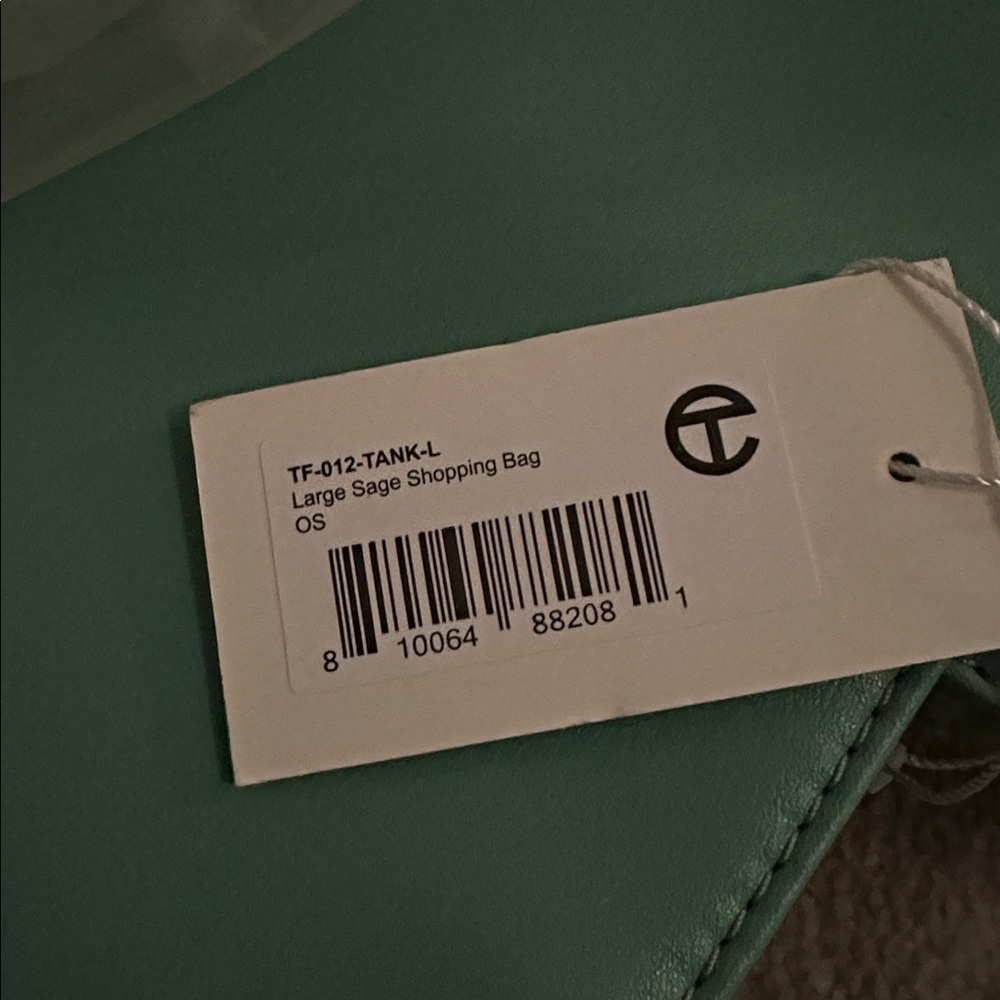 TF-012-TANK-L
Large Sage Shopping Bag
OS
8 10064 88208 1